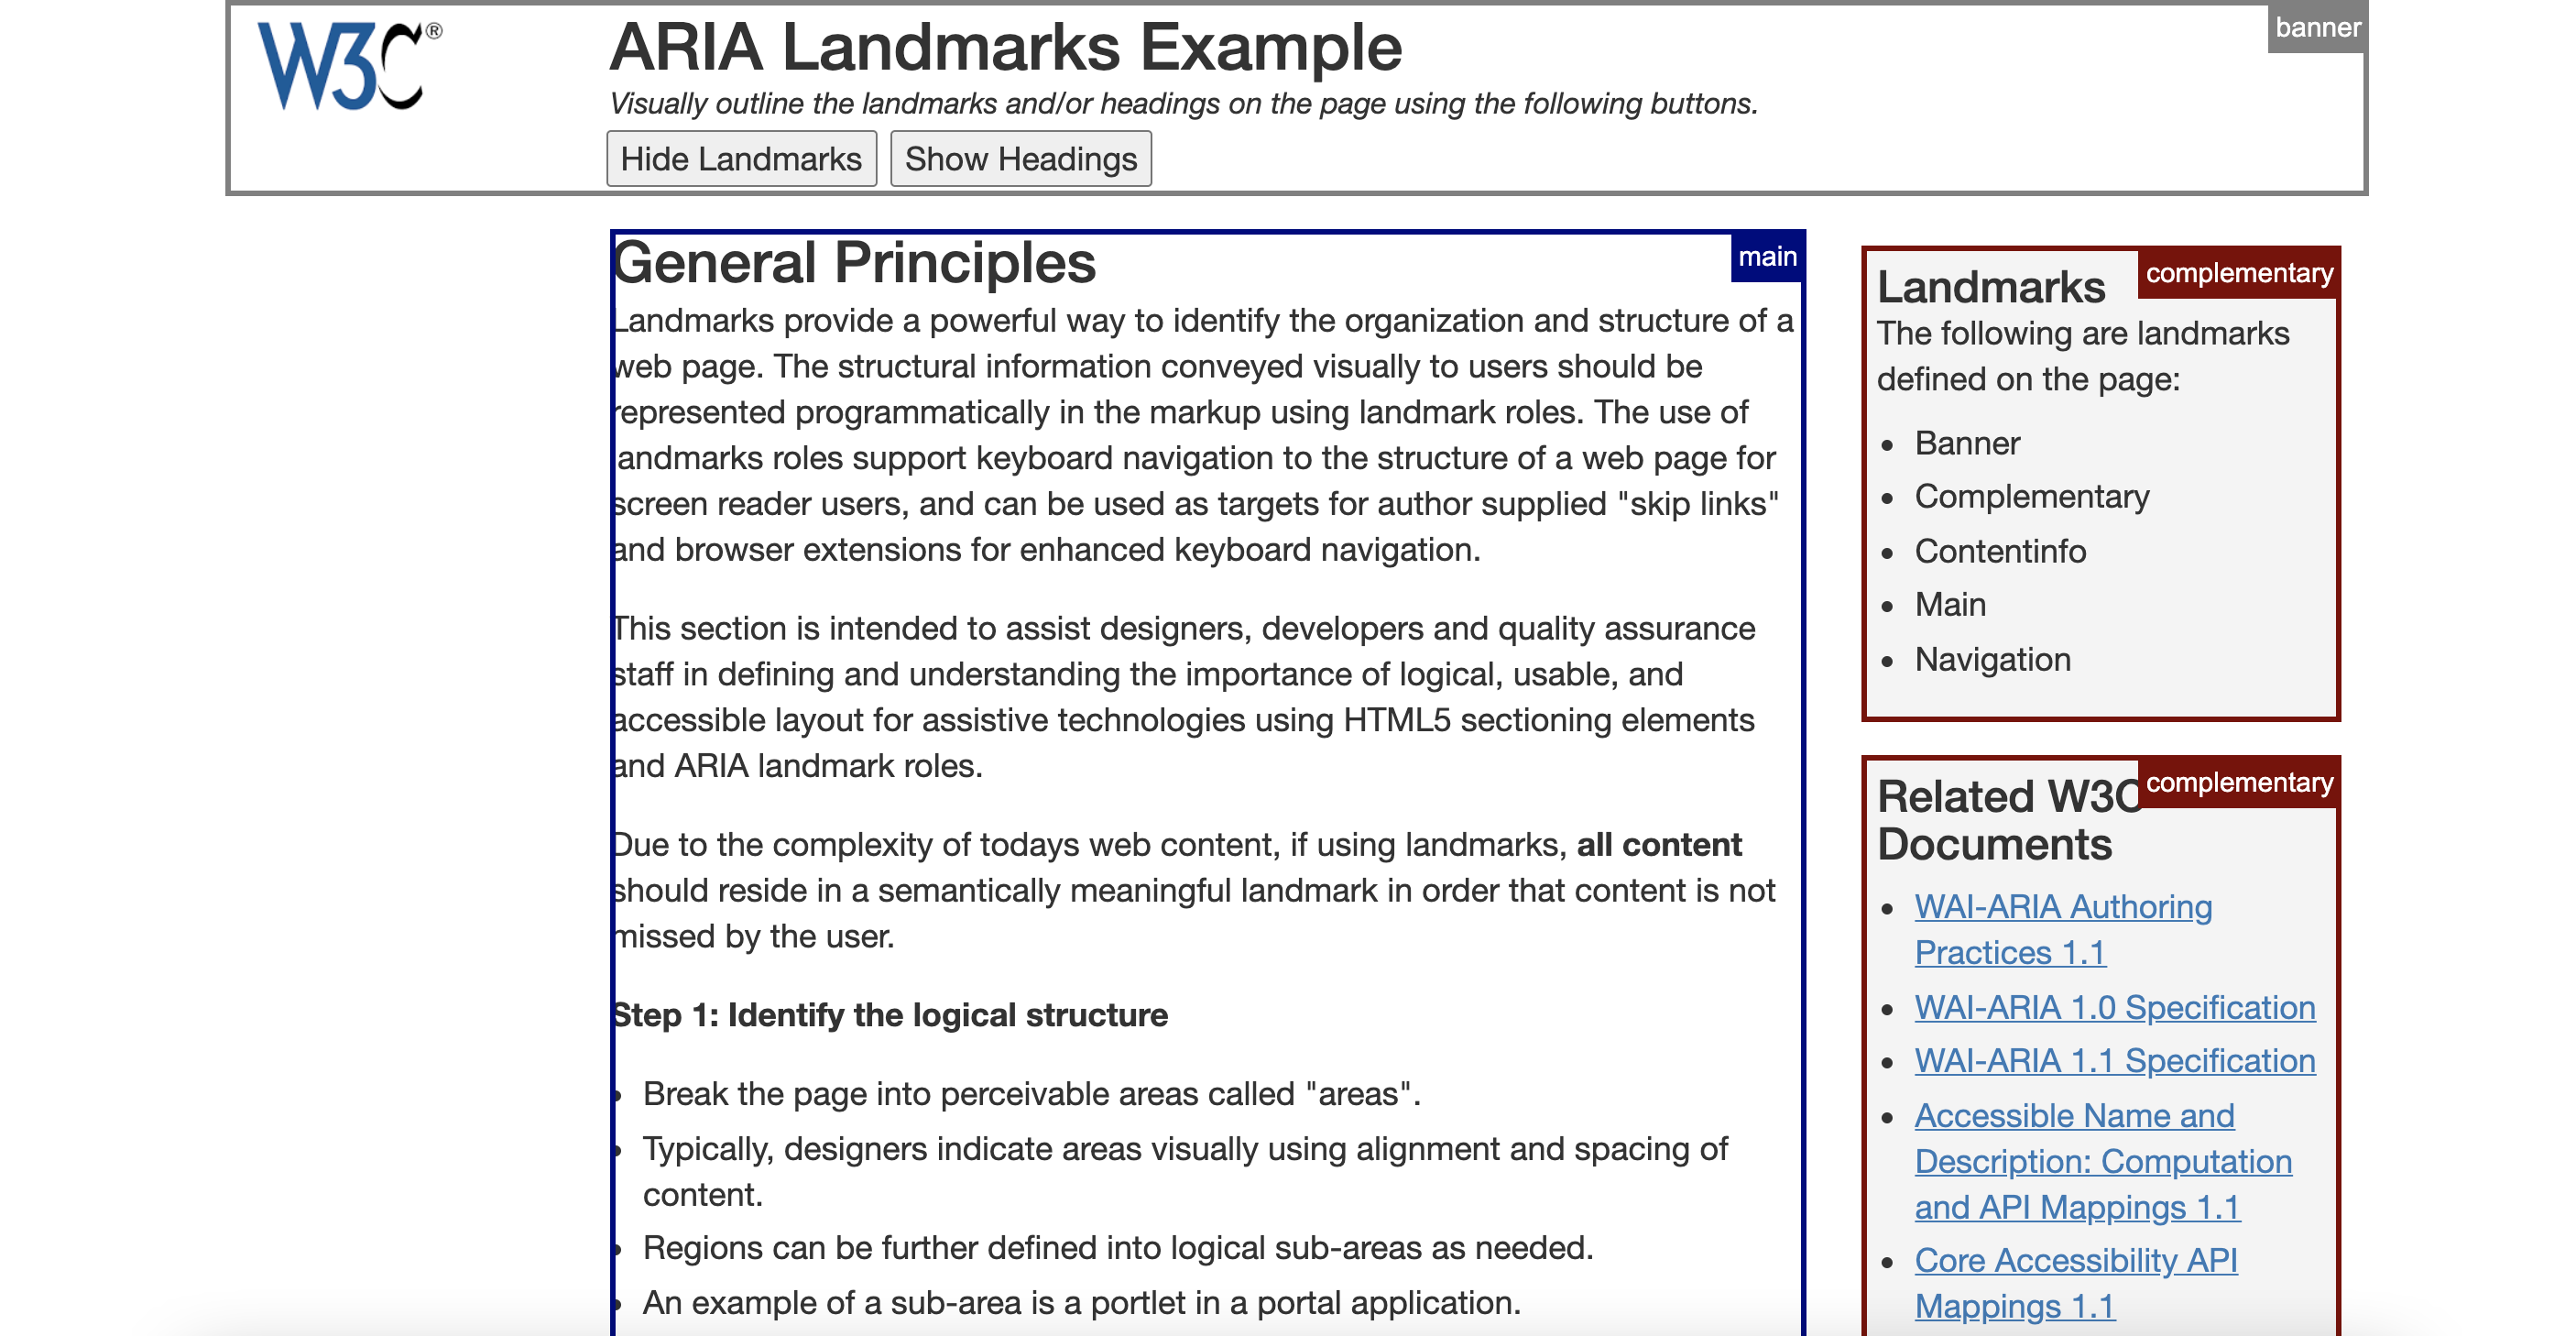 W3C®
ARIA Landmarks Example
banner
Visually outline the landmarks and/or headings on the page using the following buttons.
Hide Landmarks
Show Headings
General Principles
main
Landmarks provide a powerful way to identify the organization and structure of a
web page. The structural information conveyed visually to users should be
represented programmatically in the markup using landmark roles. The use of
landmarks roles support keyboard navigation to the structure of a web page for
screen reader users, and can be used as targets for author supplied "skip links"
and browser extensions for enhanced keyboard navigation.
This section is intended to assist designers, developers and quality assurance
staff in defining and understanding the importance of logical, usable, and
accessible layout for assistive technologies using HTML5 sectioning elements
and ARIA landmark roles.
Due to the complexity of todays web content, if using landmarks, all content
should reside in a semantically meaningful landmark in order that content is not
missed by the user.
Step 1: Identify the logical structure
• Break the page into perceivable areas called "areas".
• Typically, designers indicate areas visually using alignment and spacing of
content.
• Regions can be further defined into logical sub-areas as needed.
• An example of a sub-area is a portlet in a portal application.
Landmarks
complementary
The following are landmarks
defined on the page:
• Banner
• Complementary
• Contentinfo
• Main
• Navigation
Related W3C
complementary
Documents
• WAI-ARIA Authoring
Practices 1.1
• WAI-ARIA 1.0 Specification
• WAI-ARIA 1.1 Specification
• Accessible Name and
Description: Computation
and API Mappings 1.1
• Core Accessibility API
Mappings 1.1